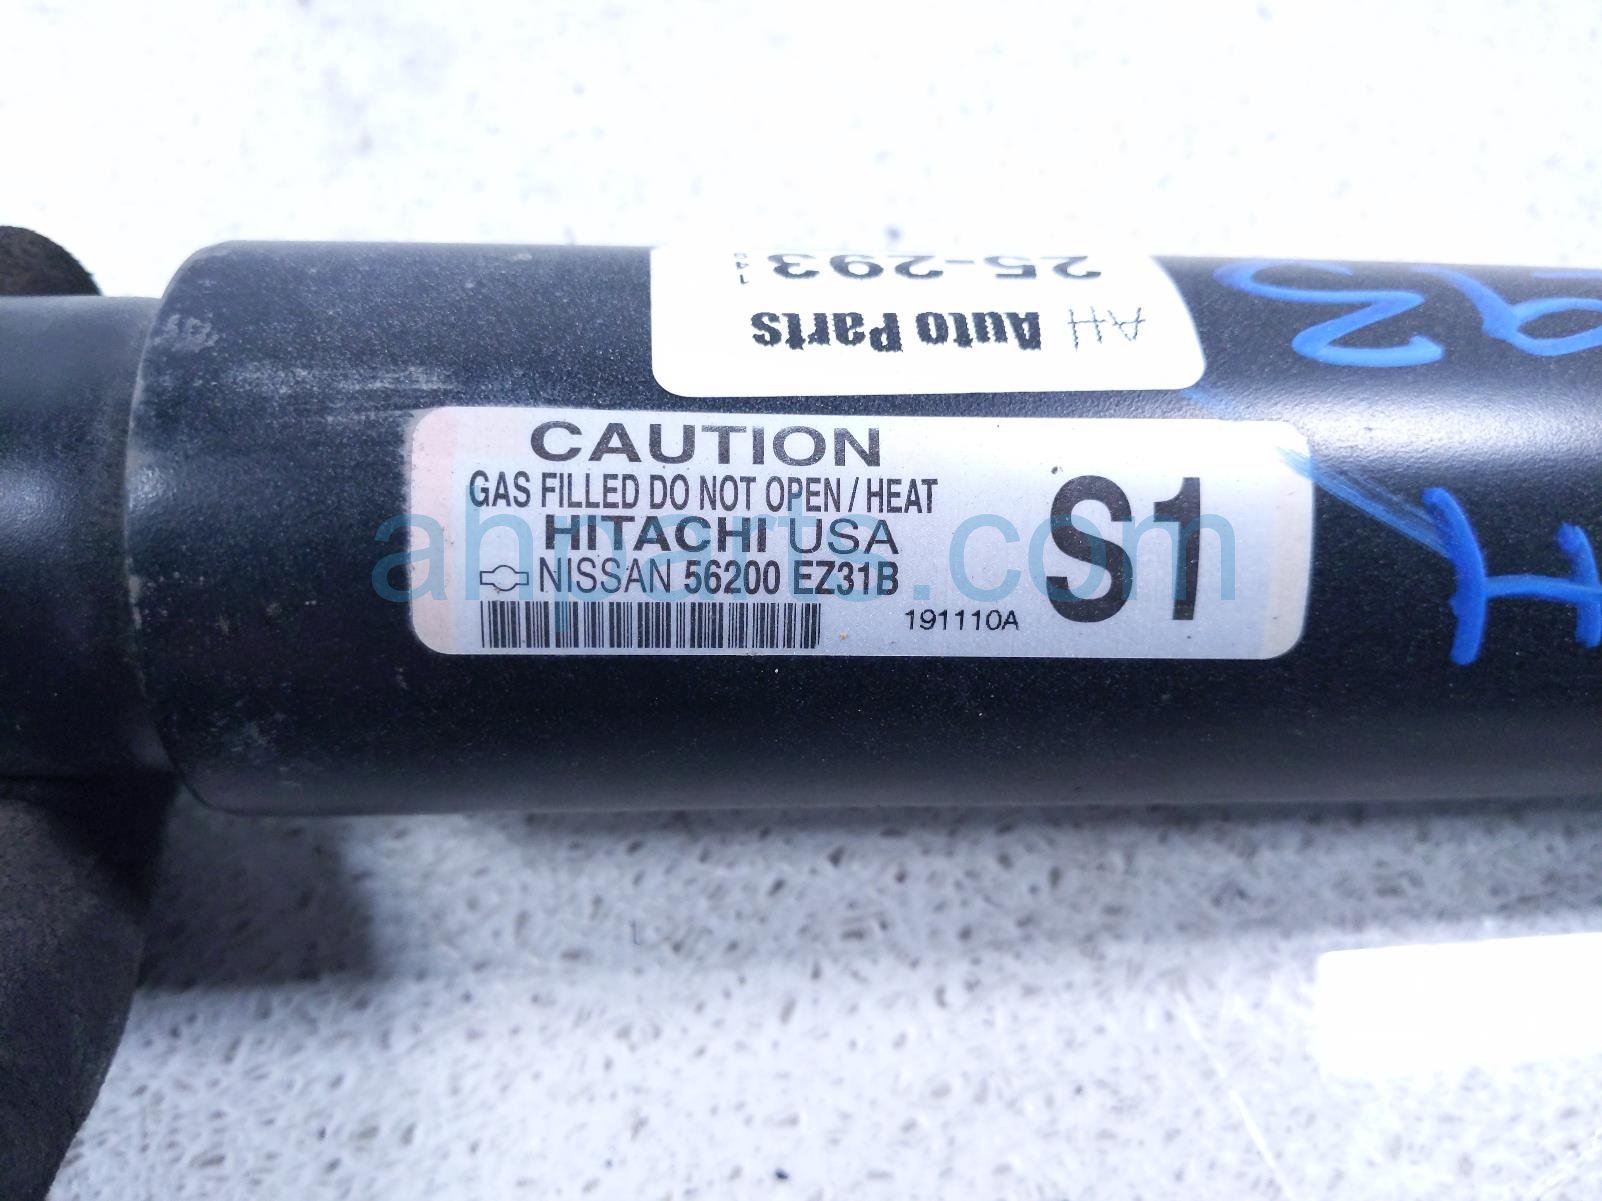 25-293
AH Auto Parts
CAUTION
GAS FILLED DO NOT OPEN / HEAT
HITACHI USA
NISSAN 56200 EZ31B
191110A
S1
ahparts.com